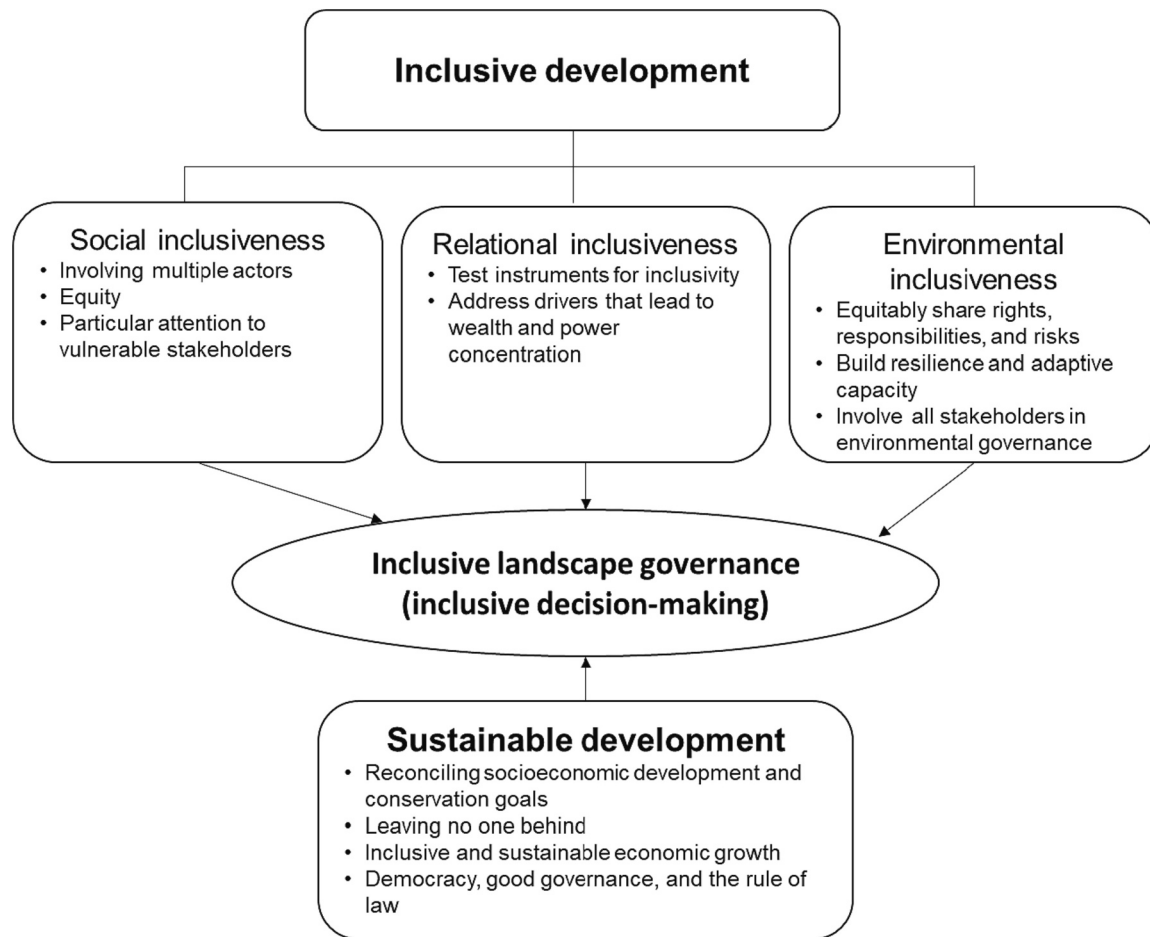 Inclusive development
Social inclusiveness
• Involving multiple actors
• Equity
• Particular attention to
vulnerable stakeholders
Relational inclusiveness
• Test instruments for inclusivity
• Address drivers that lead to
wealth and power
concentration
Environmental
inclusiveness
• Equitably share rights,
responsibilities, and risks
• Build resilience and adaptive
capacity
• Involve all stakeholders in
environmental governance
Inclusive landscape governance
(inclusive decision-making)
Sustainable development
• Reconciling socioeconomic development and
conservation goals
• Leaving no one behind
• Inclusive and sustainable economic growth
• Democracy, good governance, and the rule of
law